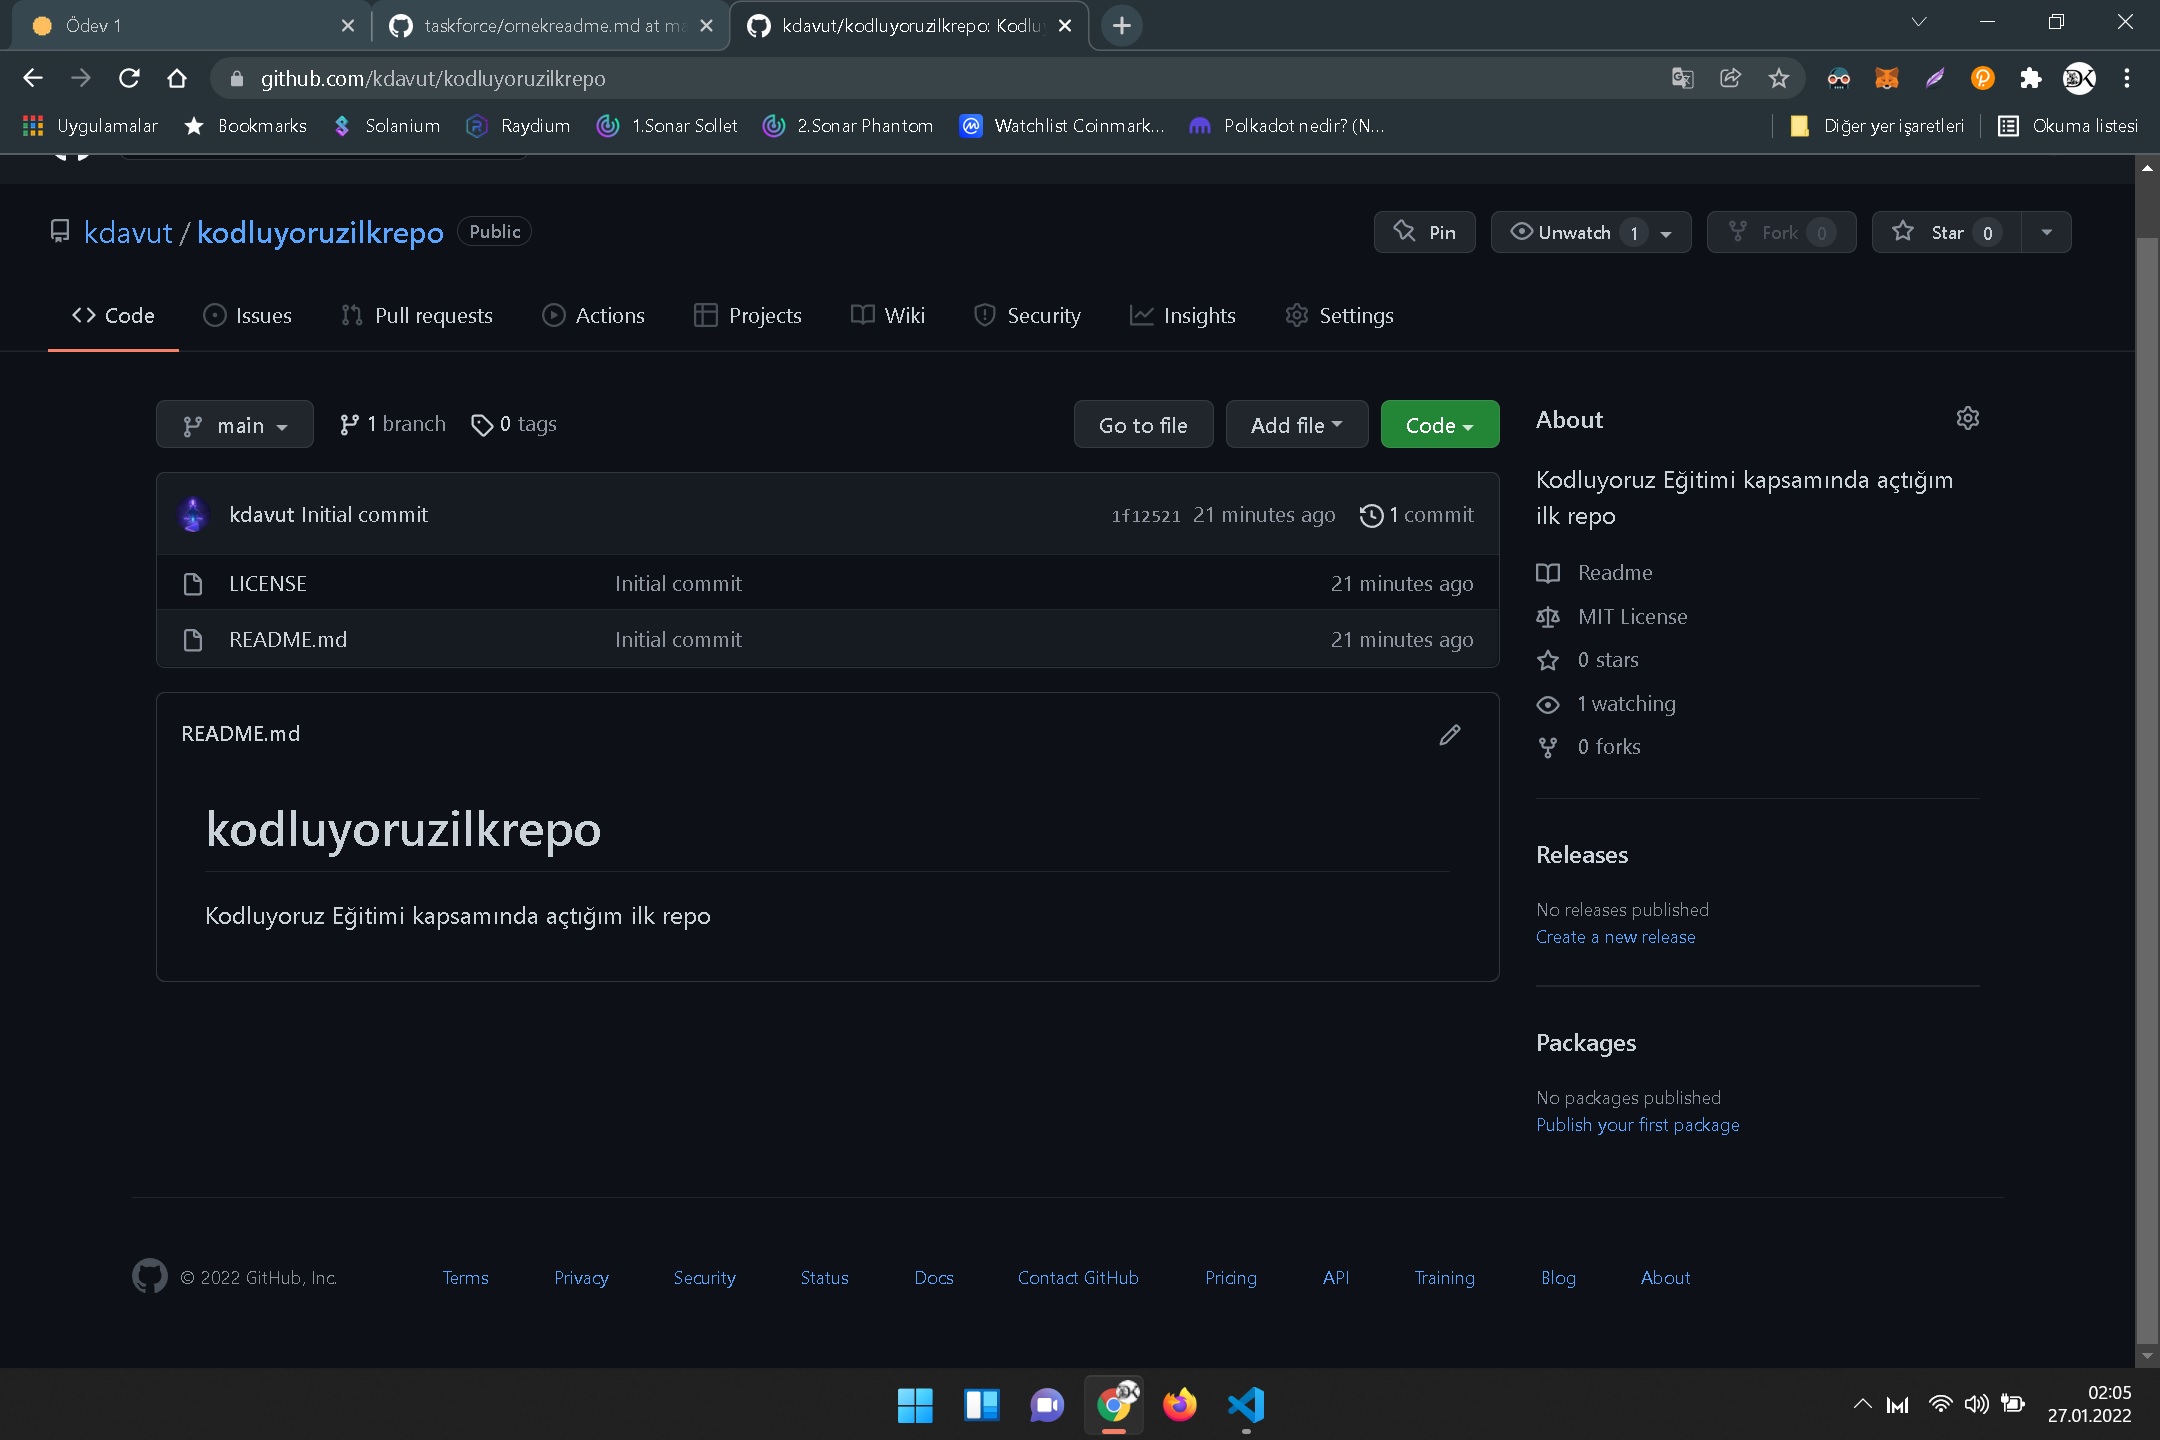 Ödev 1
taskforce/ornekreadme.md at ma
kdavut/kodluyoruzilkrepo: Kodlu
github.com/kdavut/kodluyoruzilkrepo
Uygulamalar
Bookmarks
Solanium
Raydium
1.Sonar Sollet
2.Sonar Phantom
Watchlist Coinmark...
Polkadot nedir? (N...
Diğer yer işaretleri
Okuma listesi
kdavut / kodluyoruzilkrepo Public
Pin
Unwatch 1
Fork 0
Star 0
Code
Issues
Pull requests
Actions
Projects
Wiki
Security
Insights
Settings
main
1 branch
0 tags
Go to file
Add file
Code
kdavut Initial commit
1f12521 21 minutes ago
1 commit
LICENSE Initial commit 21 minutes ago
README.md Initial commit 21 minutes ago
README.md
kodluyoruzilkrepo
Kodluyoruz Eğitimi kapsamında açtığım ilk repo
About
Kodluyoruz Eğitimi kapsamında açtığım
ilk repo
Readme
MIT License
0 stars
1 watching
0 forks
Releases
No releases published
Create a new release
Packages
No packages published
Publish your first package
© 2022 GitHub, Inc.
Terms
Privacy
Security
Status
Docs
Contact GitHub
Pricing
API
Training
Blog
About
02:05
27.01.2022